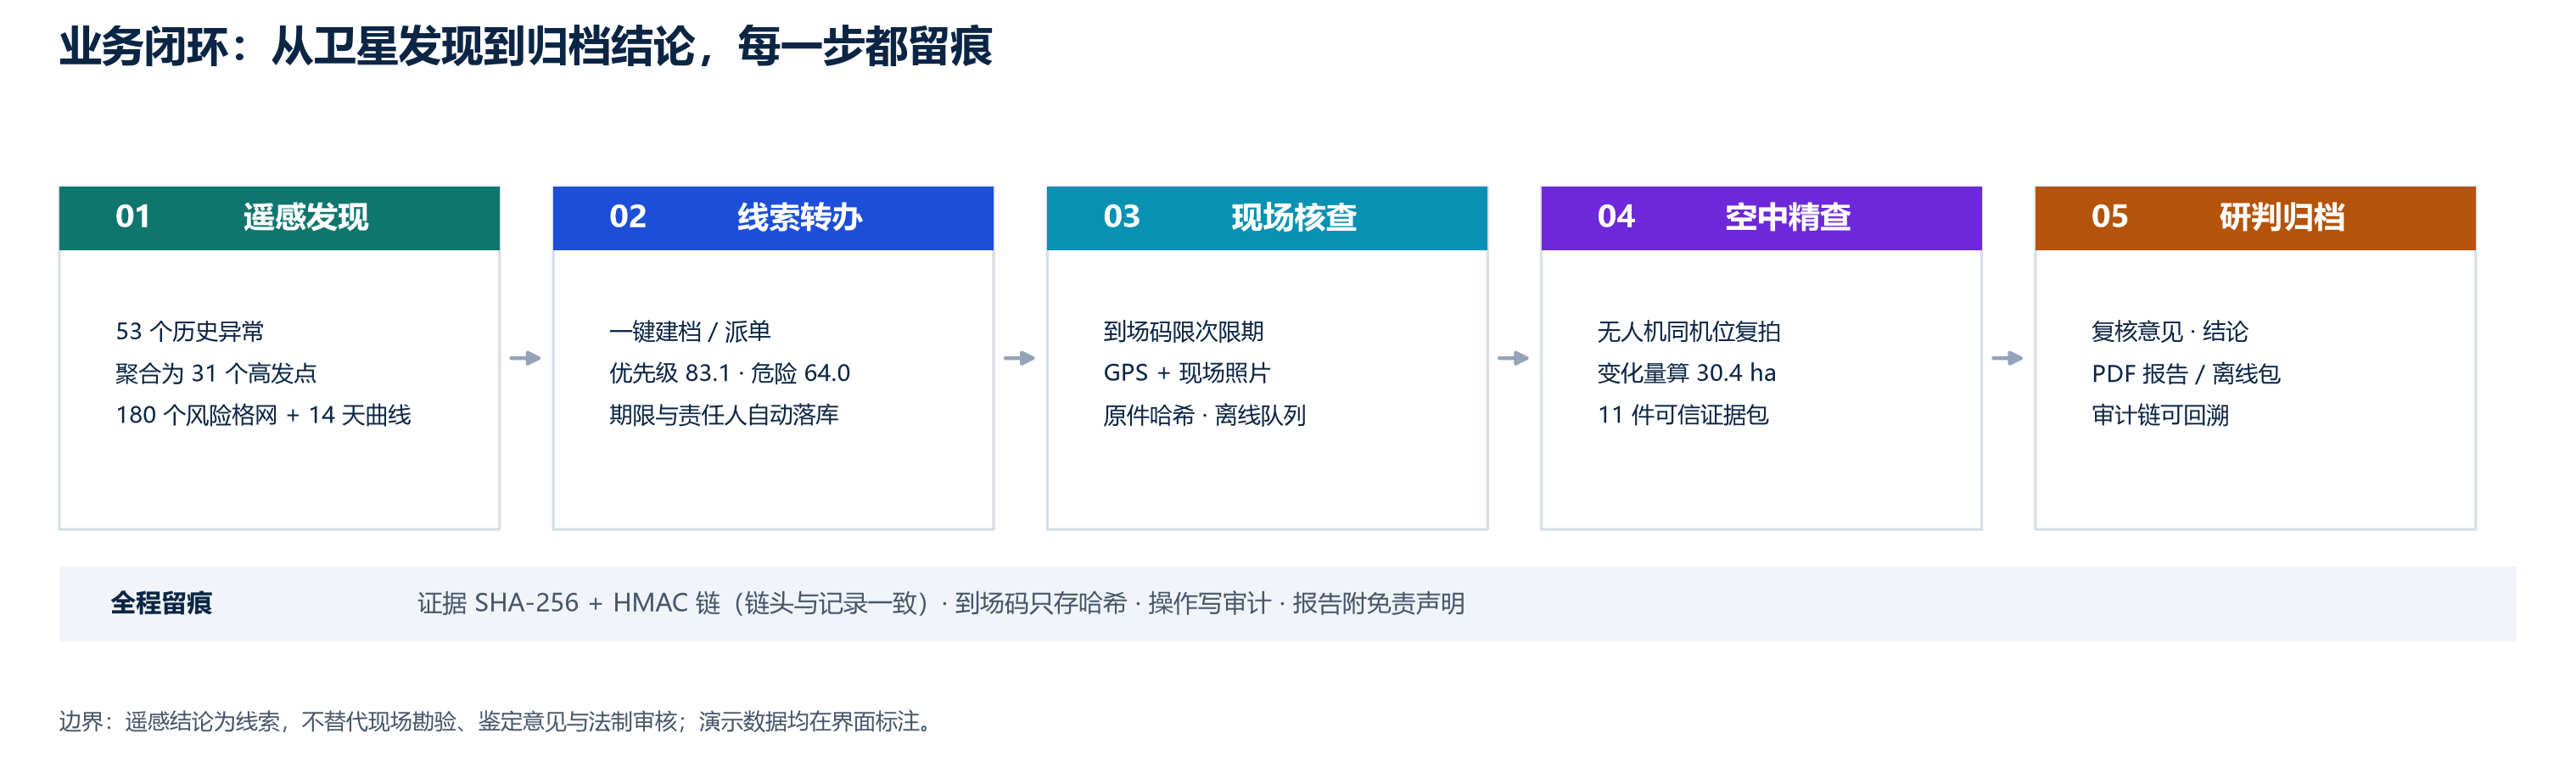 业务闭环：从卫星发现到归档结论，每一步都留痕
01 遥感发现
53 个历史异常
聚合为 31 个高发点
180 个风险格网 + 14 天曲线
02 线索转办
一键建档 / 派单
优先级 83.1 · 危险 64.0
期限与责任人自动落库
03 现场核查
到场码限次限期
GPS + 现场照片
原件哈希 · 离线队列
04 空中精查
无人机同机位复拍
变化量算 30.4 ha
11 件可信证据包
05 研判归档
复核意见 · 结论
PDF 报告 / 离线包
审计链可回溯
全程留痕 证据 SHA-256 + HMAC 链（链头与记录一致）· 到场码只存哈希 · 操作写审计 · 报告附免责声明
边界：遥感结论为线索，不替代现场勘验、鉴定意见与法制审核；演示数据均在界面标注。